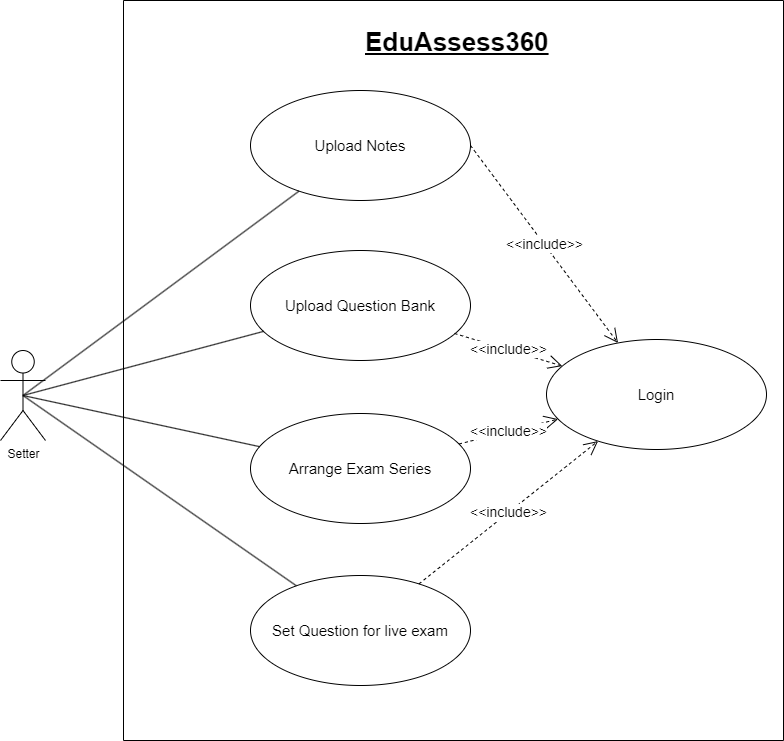 EduAssess360
Upload Notes
<<include>>
Upload Question Bank
<<include>>
Login
Setter
<<include>>
Arrange Exam Series
<<include>>
Set Question for live exam